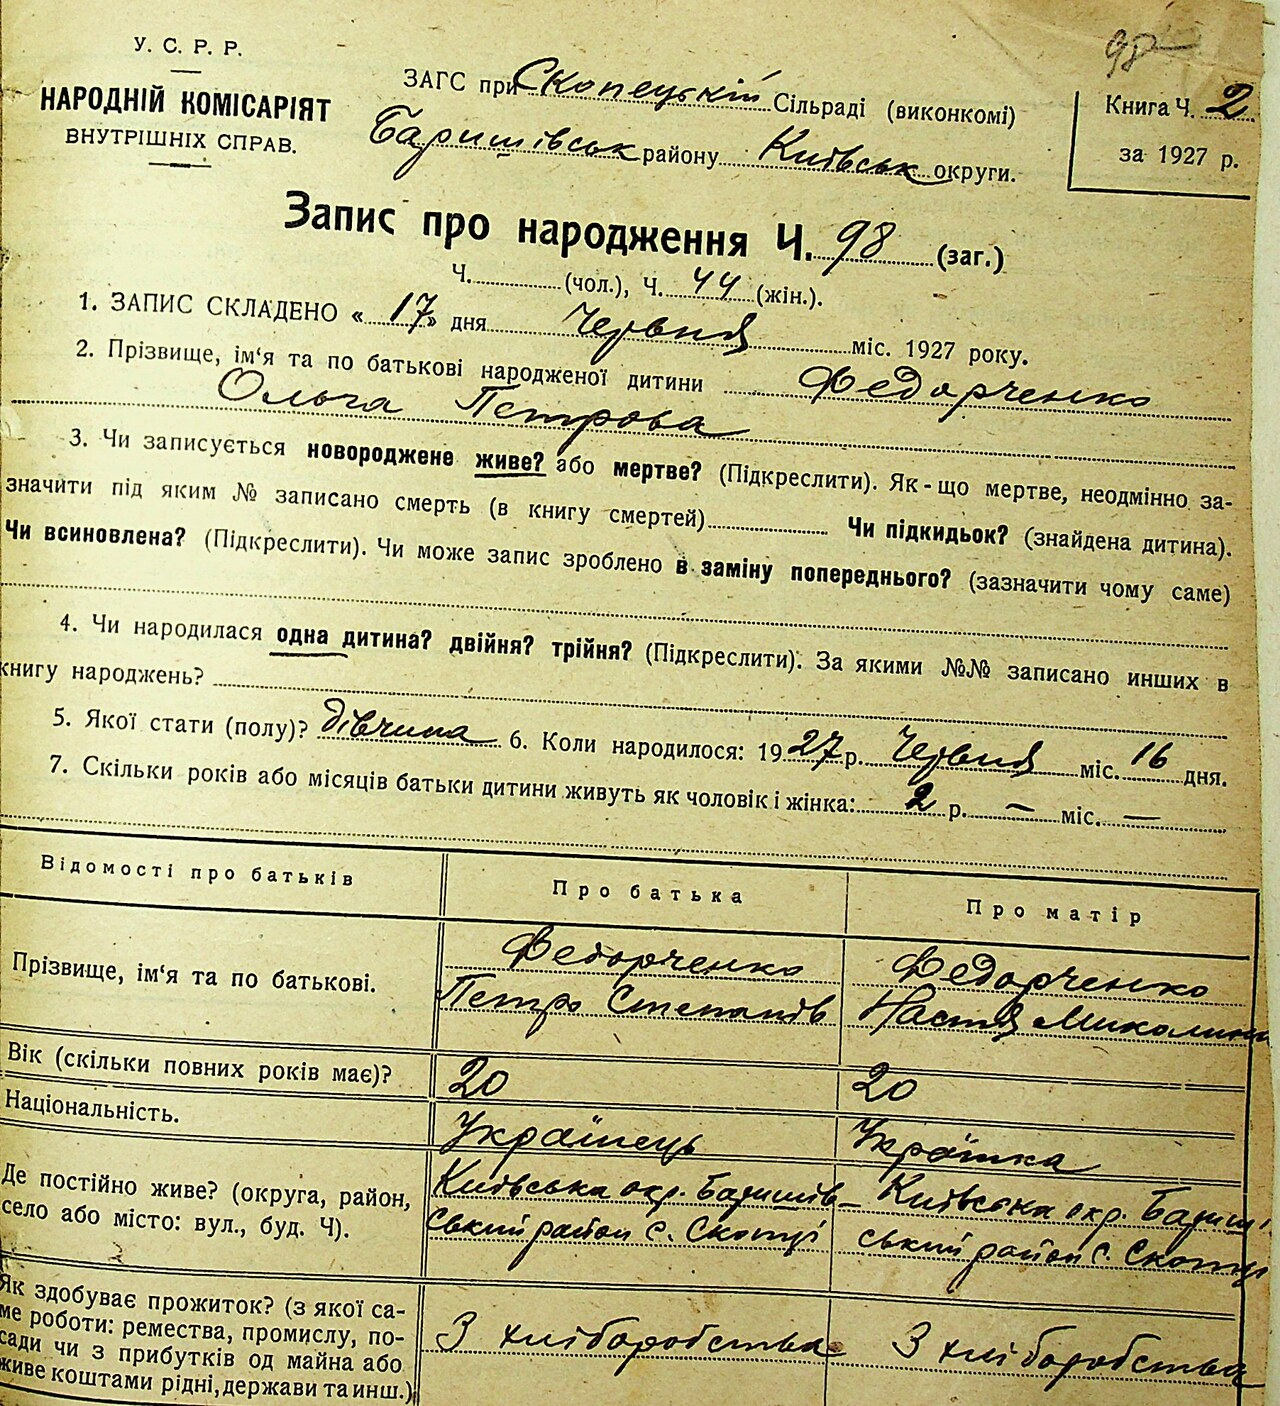 98
У. С. Р. Р.
НАРОДНІЙ КОМІСАРІЯТ
ВНУТРІШНІХ СПРАВ.
ЗАГС при Скопецькій Сільраді (виконкомі)
Баришівськ району Київськ округи.
Книга Ч. 2
за 1927 р.
Запис про народження Ч. 98 (заг.)
Ч. (чол.), Ч. 44 (жін.).
1. ЗАПИС СКЛАДЕНО « 17 » дня Червня міс. 1927 року.
2. Прізвище, ім‘я та по батькові народженої дитини Федорченко
Ольга Петрова
3. Чи записується новороджене живе? або мертве? (Підкреслити). Як-що мертве, неодмінно за-
значити під яким № записано смерть (в книгу смертей) Чи підкидьок? (знайдена дитина).
Чи всиновлена? (Підкреслити). Чи може запис зроблено в заміну попереднього? (зазначити чому саме)
4. Чи народилася одна дитина? двійня? трійня? (Підкреслити). За якими №№ записано инших в
книгу народжень?
5. Якої стати (полу)? дівчина 6. Коли народилося: 1927 р. Червня міс. 16 дня.
7. Скільки років або місяців батьки дитини живуть як чоловік і жінка: 2 р. — міс. —
Відомості про батьків Про батька Про матір
Прізвище, ім‘я та по батькові. Федорченко Федорченко
Петро Степанів Настя Миколина
Вік (скільки повних років має)? 20 20
Національність. Українець Українка
Де постійно живе? (округа, район, Київська окр. Баришів- Київська окр. Бариші
село або місто: вул., буд. Ч). ський район с. Скопці ський район с. Скопці
Як здобуває прожиток? (з якої са-
ме роботи: ремества, промислу, по- З хліборобства З хліборобства
сади чи з прибутків од майна або
живе коштами рідні, держави та инш.)